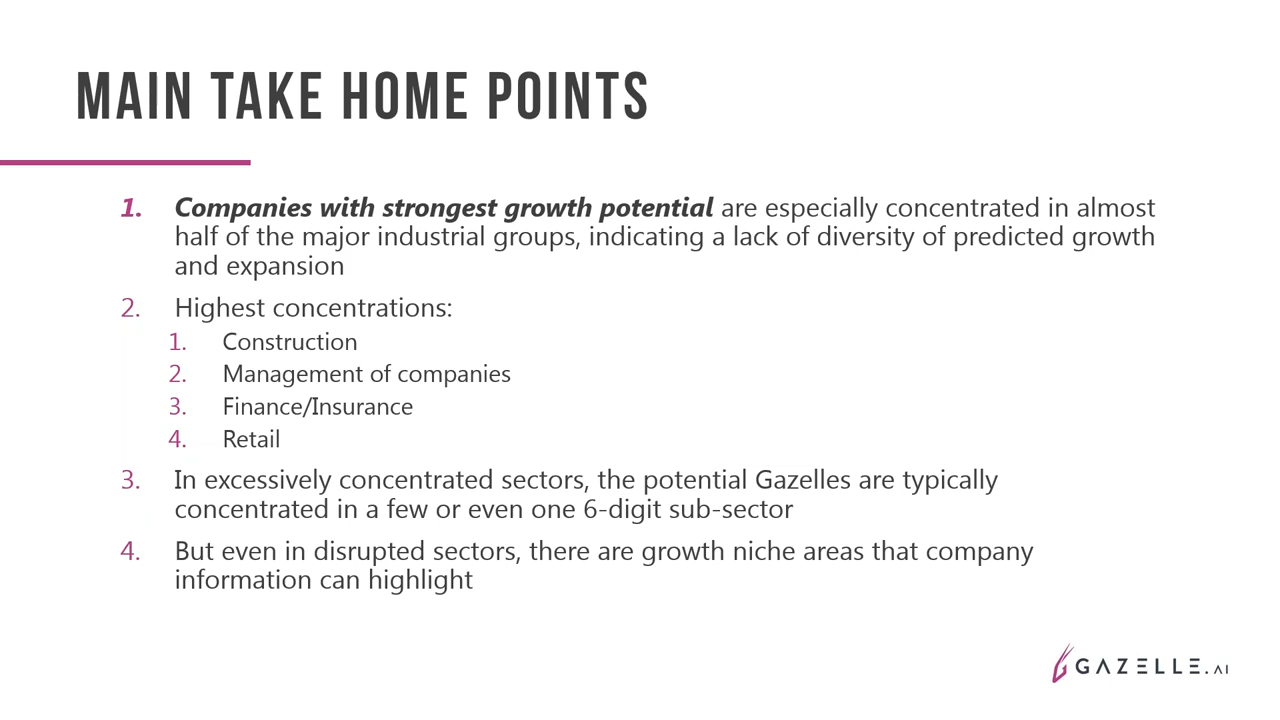 MAIN TAKE HOME POINTS
1. Companies with strongest growth potential are especially concentrated in almost
half of the major industrial groups, indicating a lack of diversity of predicted growth
and expansion
2. Highest concentrations:
1. Construction
2. Management of companies
3. Finance/Insurance
4. Retail
3. In excessively concentrated sectors, the potential Gazelles are typically
concentrated in a few or even one 6-digit sub-sector
4. But even in disrupted sectors, there are growth niche areas that company
information can highlight
GAZELLE.AI